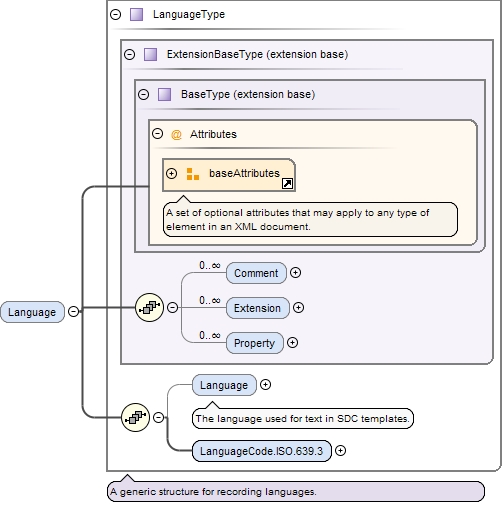 LanguageType
ExtensionBaseType (extension base)
BaseType (extension base)
@ Attributes
baseAttributes
A set of optional attributes that may apply to any type of
element in an XML document.
0..∞
Comment
0..∞
Extension
0..∞
Property
Language
Language
The language used for text in SDC templates.
LanguageCode.ISO.639.3
A generic structure for recording languages.